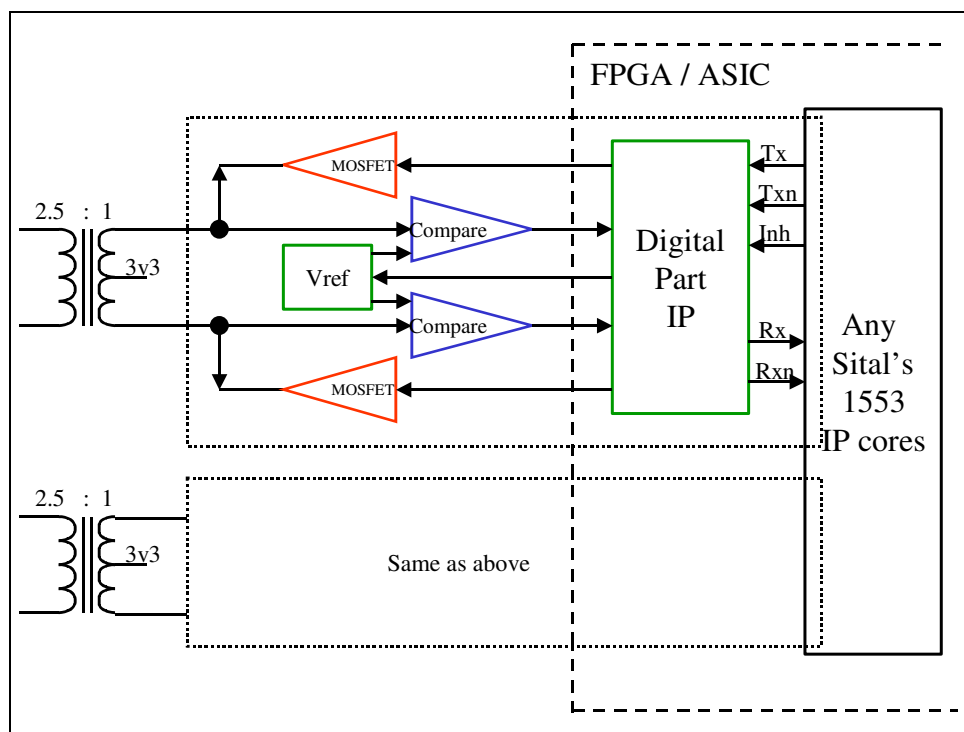 FPGA / ASIC
MOSFET
Tx
Txn
Inh
2.5 : 1
3v3
Compare
Vref
Compare
MOSFET
Digital
Part
IP
Rx
Rxn
Any
Sital's
1553
IP cores
2.5 : 1
3v3
Same as above